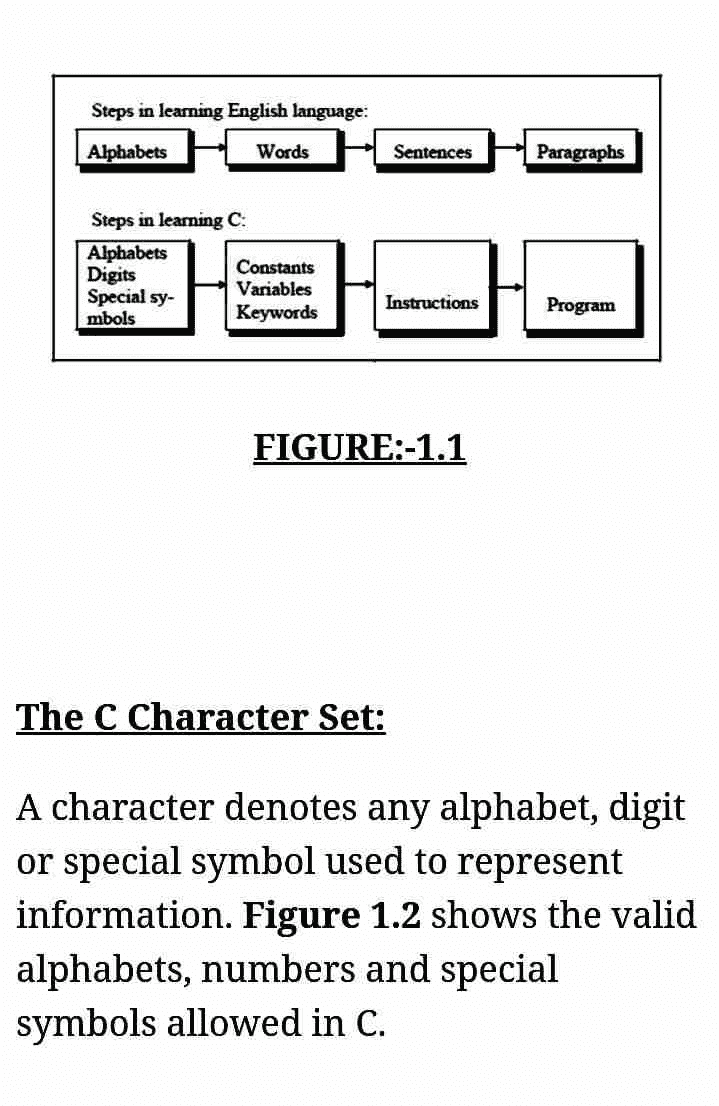 Steps in learning English language:
Alphabets Words Sentences Paragraphs
Steps in learning C:
Alphabets
Digits
Special sy-
mbols
Constants
Variables
Keywords
Instructions
Program
FIGURE:-1.1
The C Character Set:
A character denotes any alphabet, digit
or special symbol used to represent
information. Figure 1.2 shows the valid
alphabets, numbers and special
symbols allowed in C.